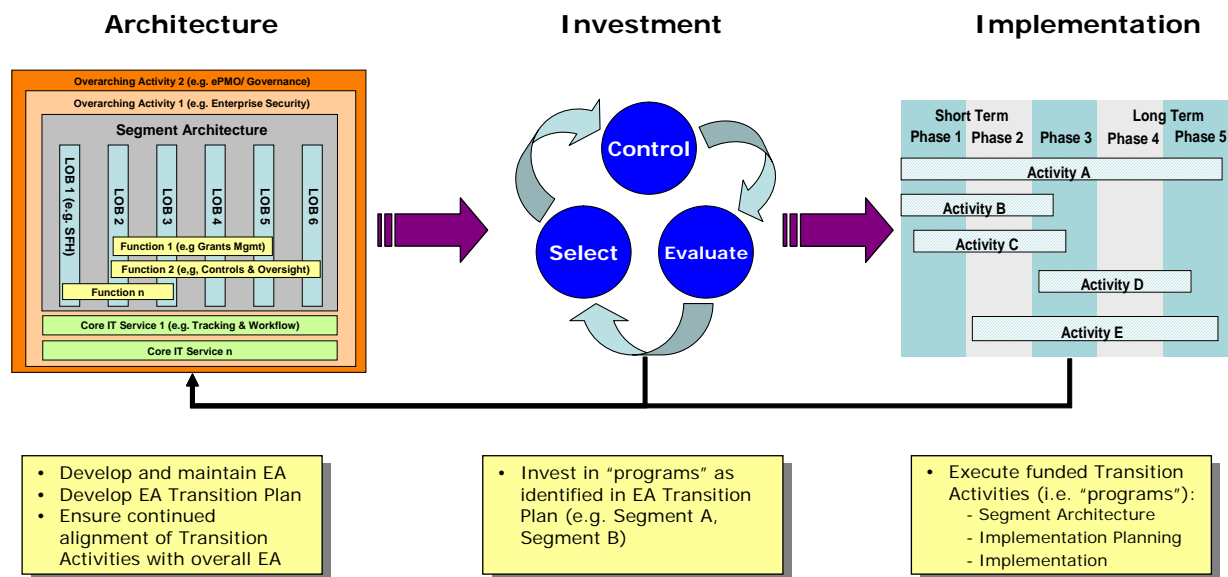 Architecture
Investment
Implementation
Overarching Activity 2 (e.g. ePMO/ Governance)
Overarching Activity 1 (e.g. Enterprise Security)
Segment Architecture
LOB 1 (e.g. SFH)
LOB 2
LOB 3
LOB 4
LOB 5
LOB 6
Function 1 (e.g Grants Mgmt)
Function 2 (e,g, Controls & Oversight)
Function n
Core IT Service 1 (e.g. Tracking & Workflow)
Core IT Service n
Control
Select
Evaluate
Short Term
Long Term
Phase 1
Phase 2
Phase 3
Phase 4
Phase 5
Activity A
Activity B
Activity C
Activity D
Activity E
• Develop and maintain EA
• Develop EA Transition Plan
• Ensure continued
alignment of Transition
Activities with overall EA
• Invest in “programs” as
identified in EA Transition
Plan (e.g. Segment A,
Segment B)
• Execute funded Transition
Activities (i.e. “programs”):
- Segment Architecture
- Implementation Planning
- Implementation